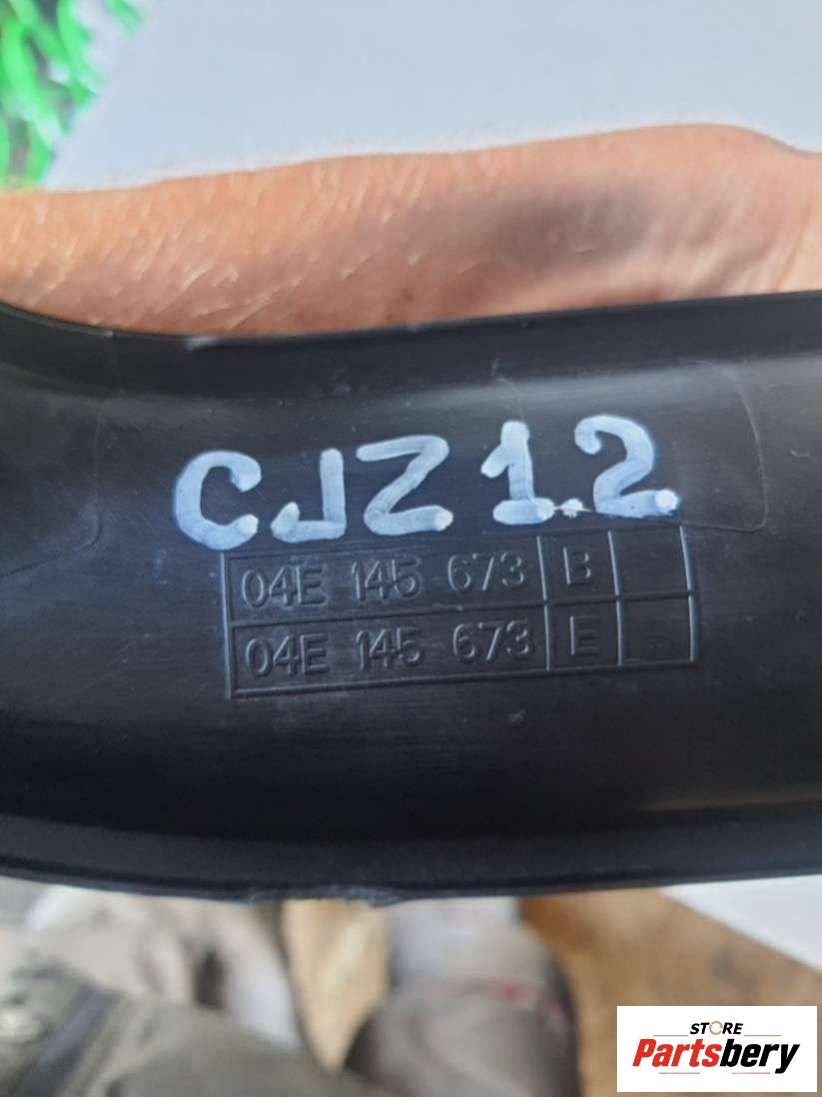 CJZ 1.2
04E 145 673 B
04E 145 673 E
STORE
Partsbery